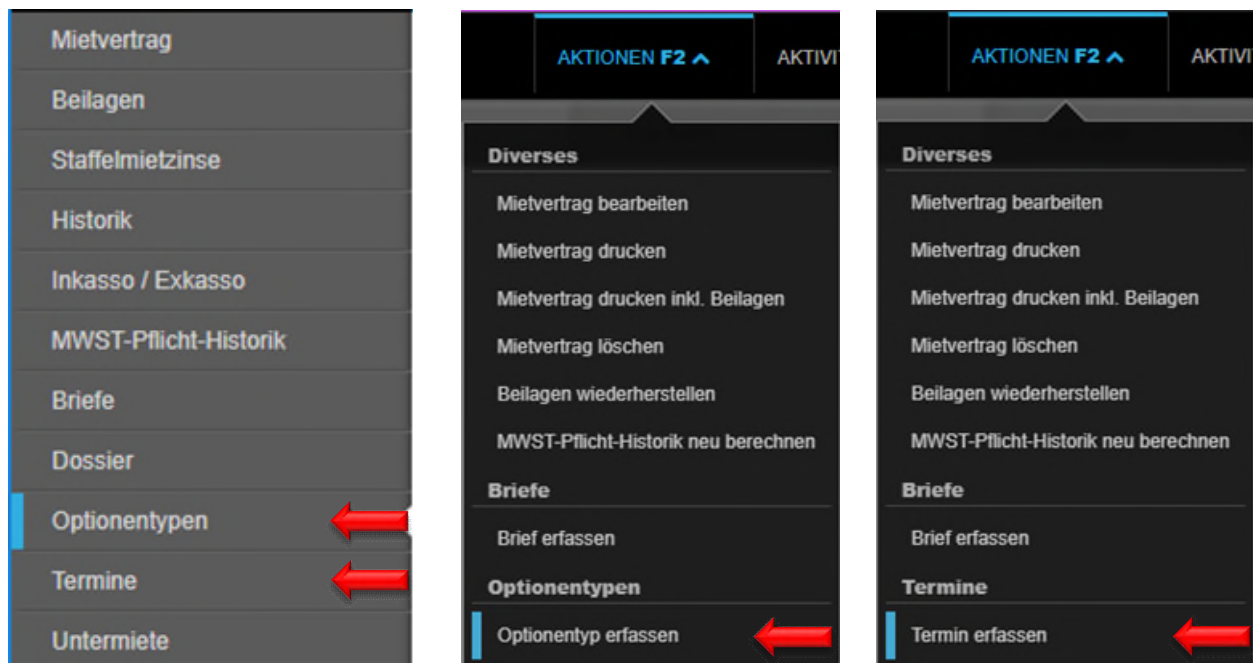 Mietvertrag
Beilagen
Staffelmietzinse
Historik
Inkasso / Exkasso
MWST-Pflicht-Historik
Briefe
Dossier
Optionentypen
Termine
Untermiete
AKTIONEN F2 AKTIVI
Diverses
Mietvertrag bearbeiten
Mietvertrag drucken
Mietvertrag drucken inkl. Beilagen
Mietvertrag löschen
Beilagen wiederherstellen
MWST-Pflicht-Historik neu berechnen
Briefe
Brief erfassen
Optionentypen
Optionentyp erfassen
AKTIONEN F2 AKTIVI
Diverses
Mietvertrag bearbeiten
Mietvertrag drucken
Mietvertrag drucken inkl. Beilagen
Mietvertrag löschen
Beilagen wiederherstellen
MWST-Pflicht-Historik neu berechnen
Briefe
Brief erfassen
Termine
Termin erfassen